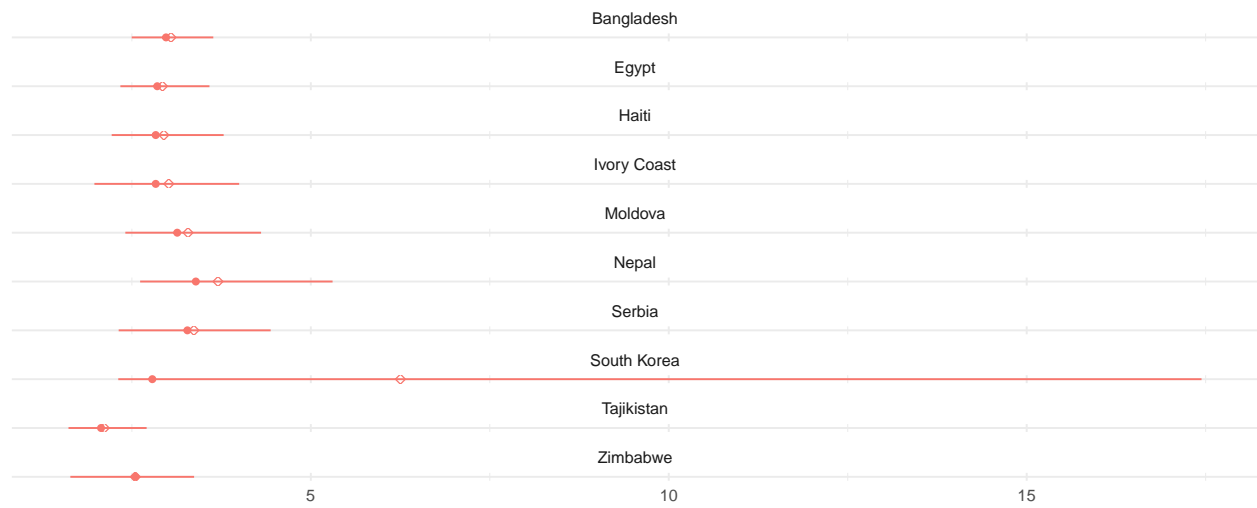 Bangladesh
Egypt
Haiti
Ivory Coast
Moldova
Nepal
Serbia
South Korea
Tajikistan
Zimbabwe
5 10 15